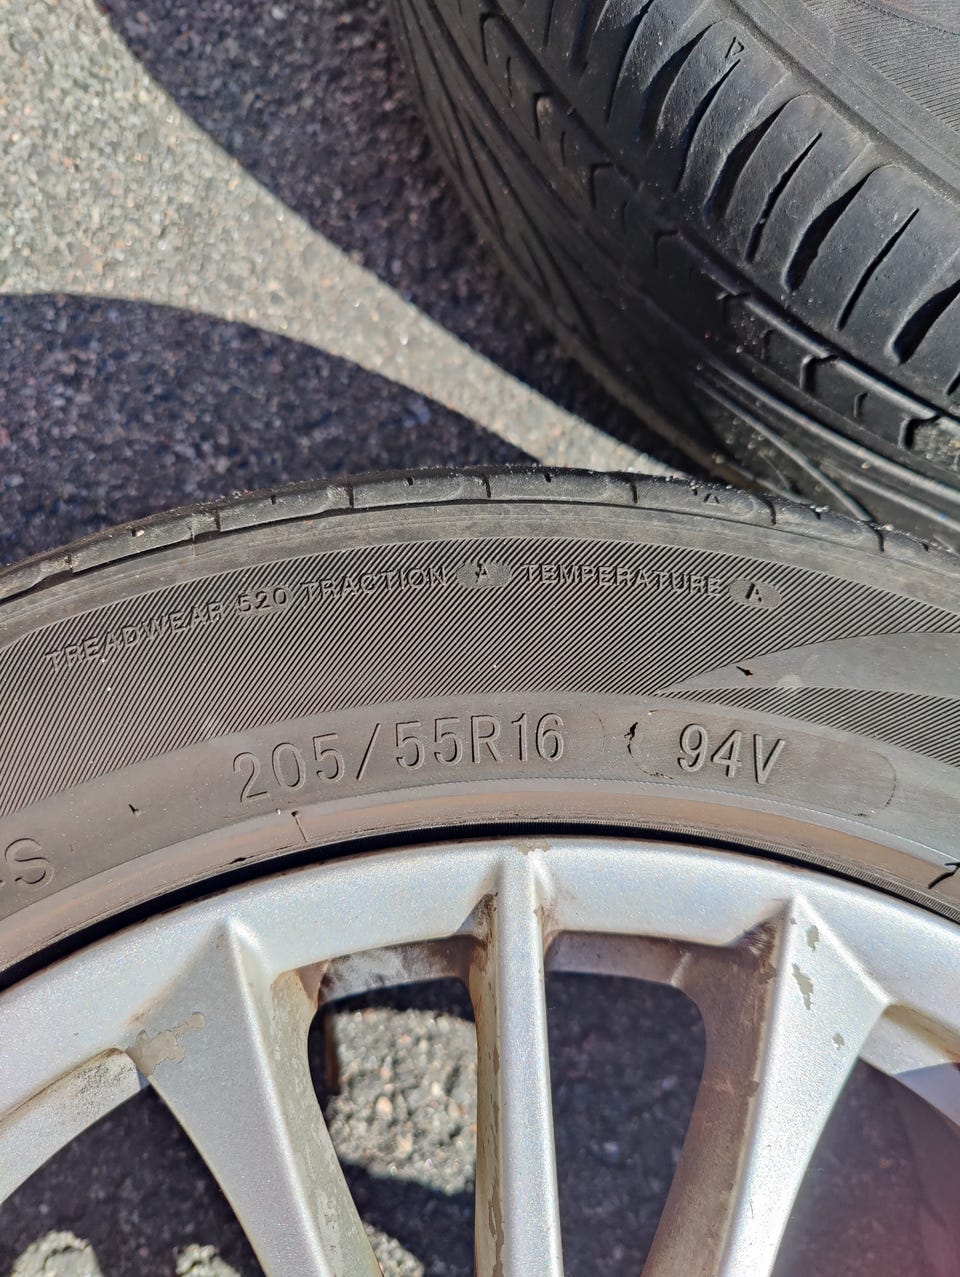 TREADWEAR 520 TRACTION A TEMPERATURE A
205/55R16 94V
S